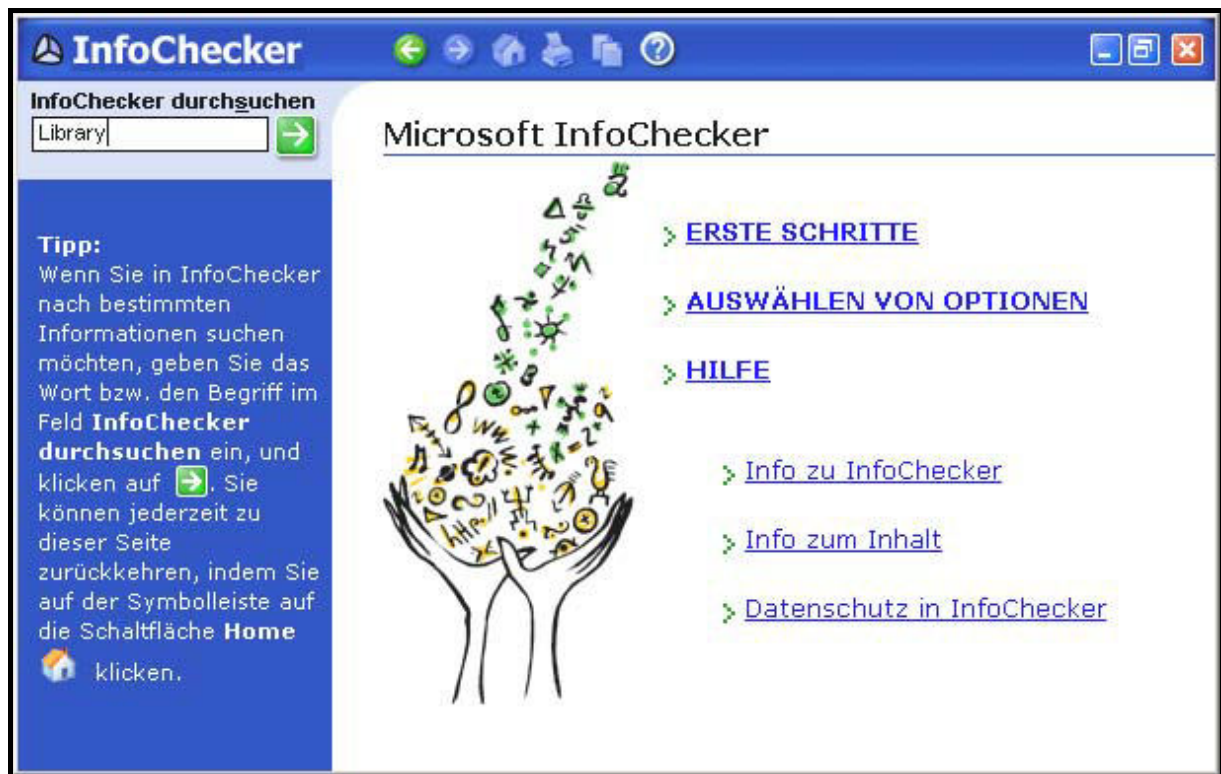 InfoChecker
InfoChecker durchsuchen
Library
Tipp:
Wenn Sie in InfoChecker
nach bestimmten
Informationen suchen
möchten, geben Sie das
Wort bzw. den Begriff im
Feld InfoChecker
durchsuchen ein, und
klicken auf . Sie
können jederzeit zu
dieser Seite
zurückkehren, indem Sie
auf der Symbolleiste auf
die Schaltfläche Home
klicken.
Microsoft InfoChecker
ERSTE SCHRITTE
AUSWÄHLEN VON OPTIONEN
HILFE
Info zu InfoChecker
Info zum Inhalt
Datenschutz in InfoChecker
http://